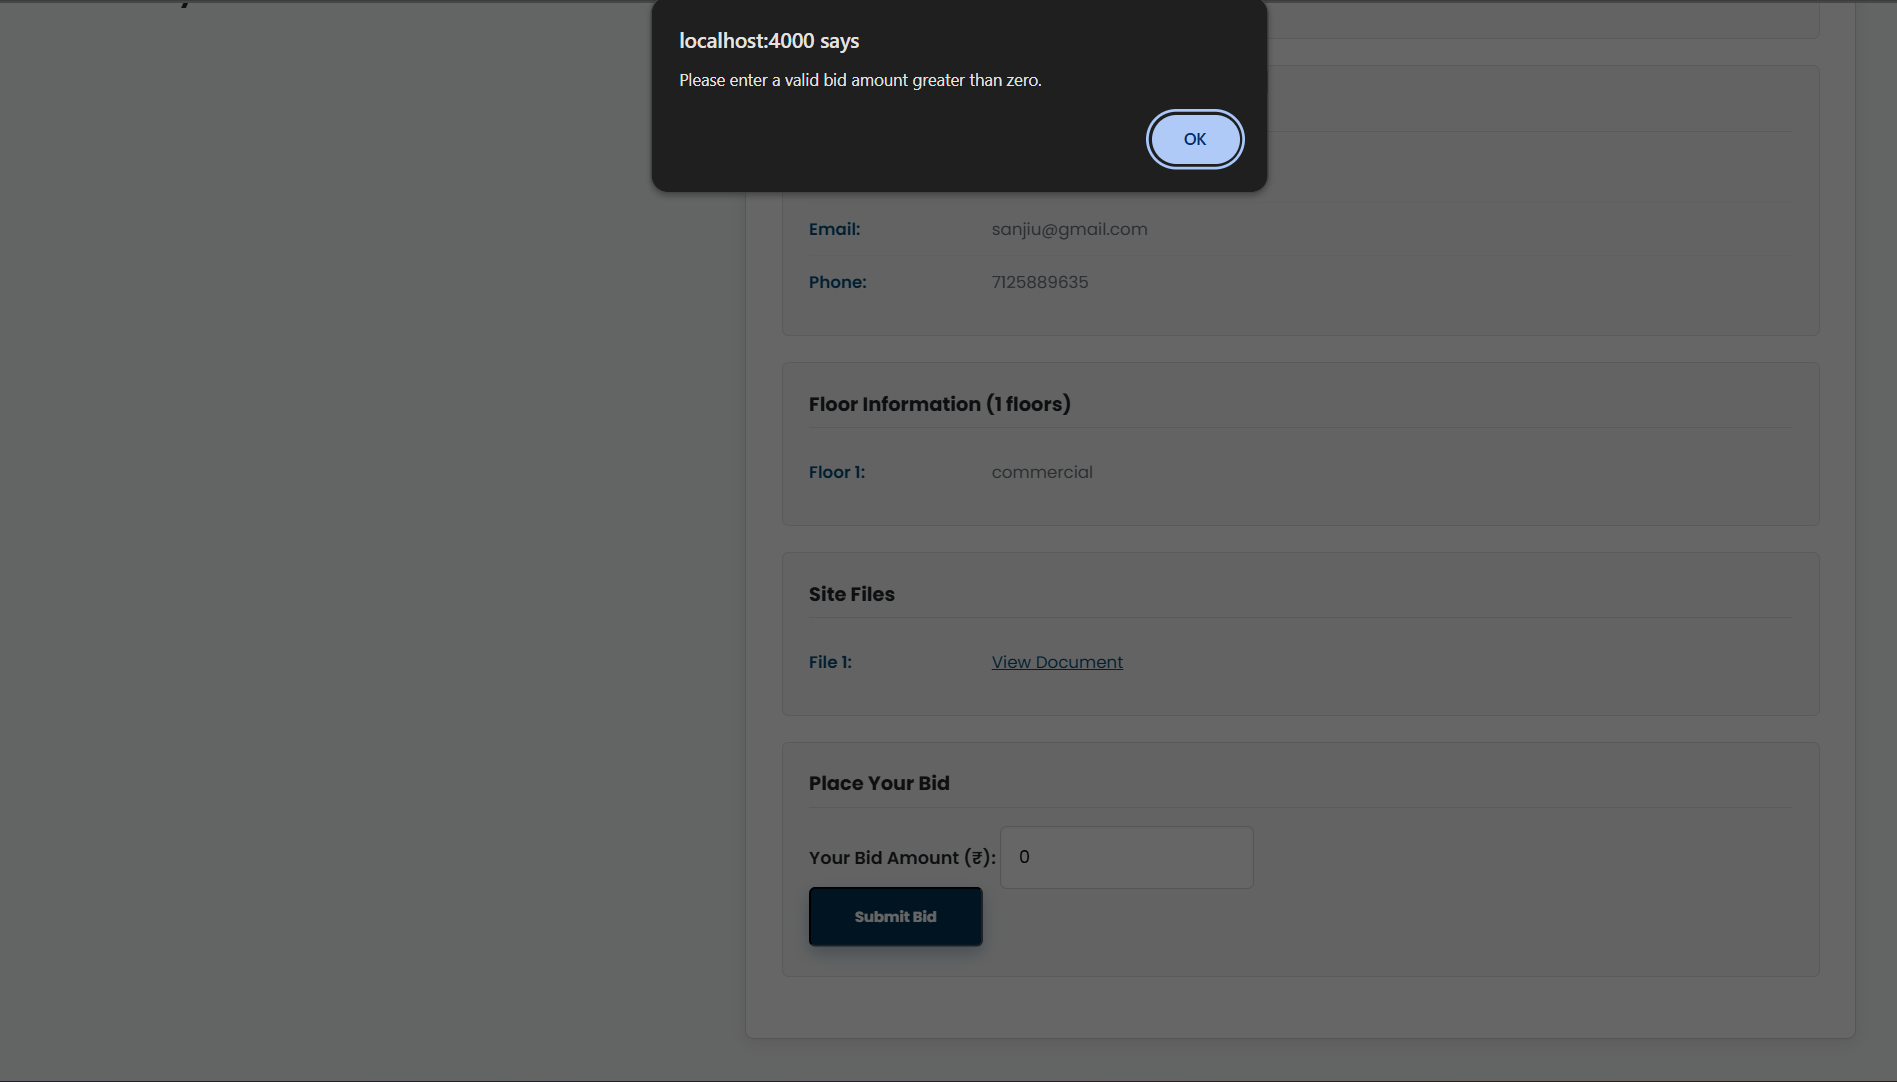 localhost:4000 says
Please enter a valid bid amount greater than zero.
OK
Email: sanjiu@gmail.com
Phone: 7125889635
Floor Information (1 floors)
Floor 1: commercial
Site Files
File 1: View Document
Place Your Bid
Your Bid Amount (₹): 0
Submit Bid